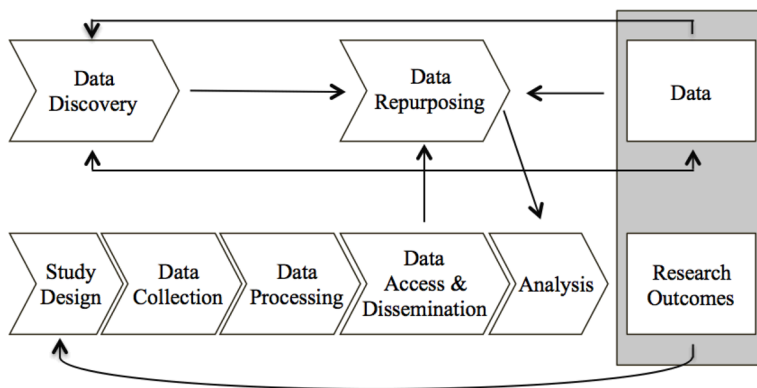 Data
Discovery
Data
Repurposing
Data
Study
Design
Data
Collection
Data
Processing
Data
Access &
Dissemination
Analysis
Research
Outcomes